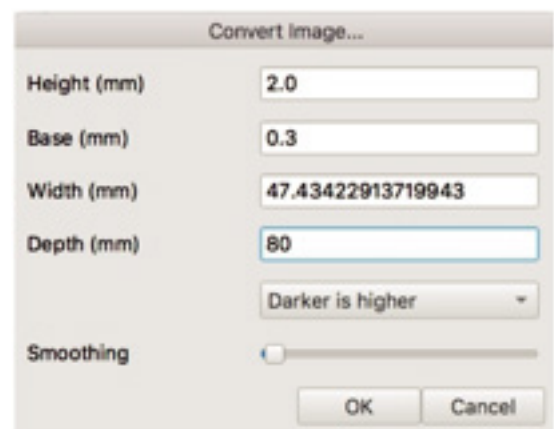 Convert Image...
Height (mm) 2.0
Base (mm) 0.3
Width (mm) 47.43422913719943
Depth (mm) 80
Darker is higher
Smoothing
OK Cancel